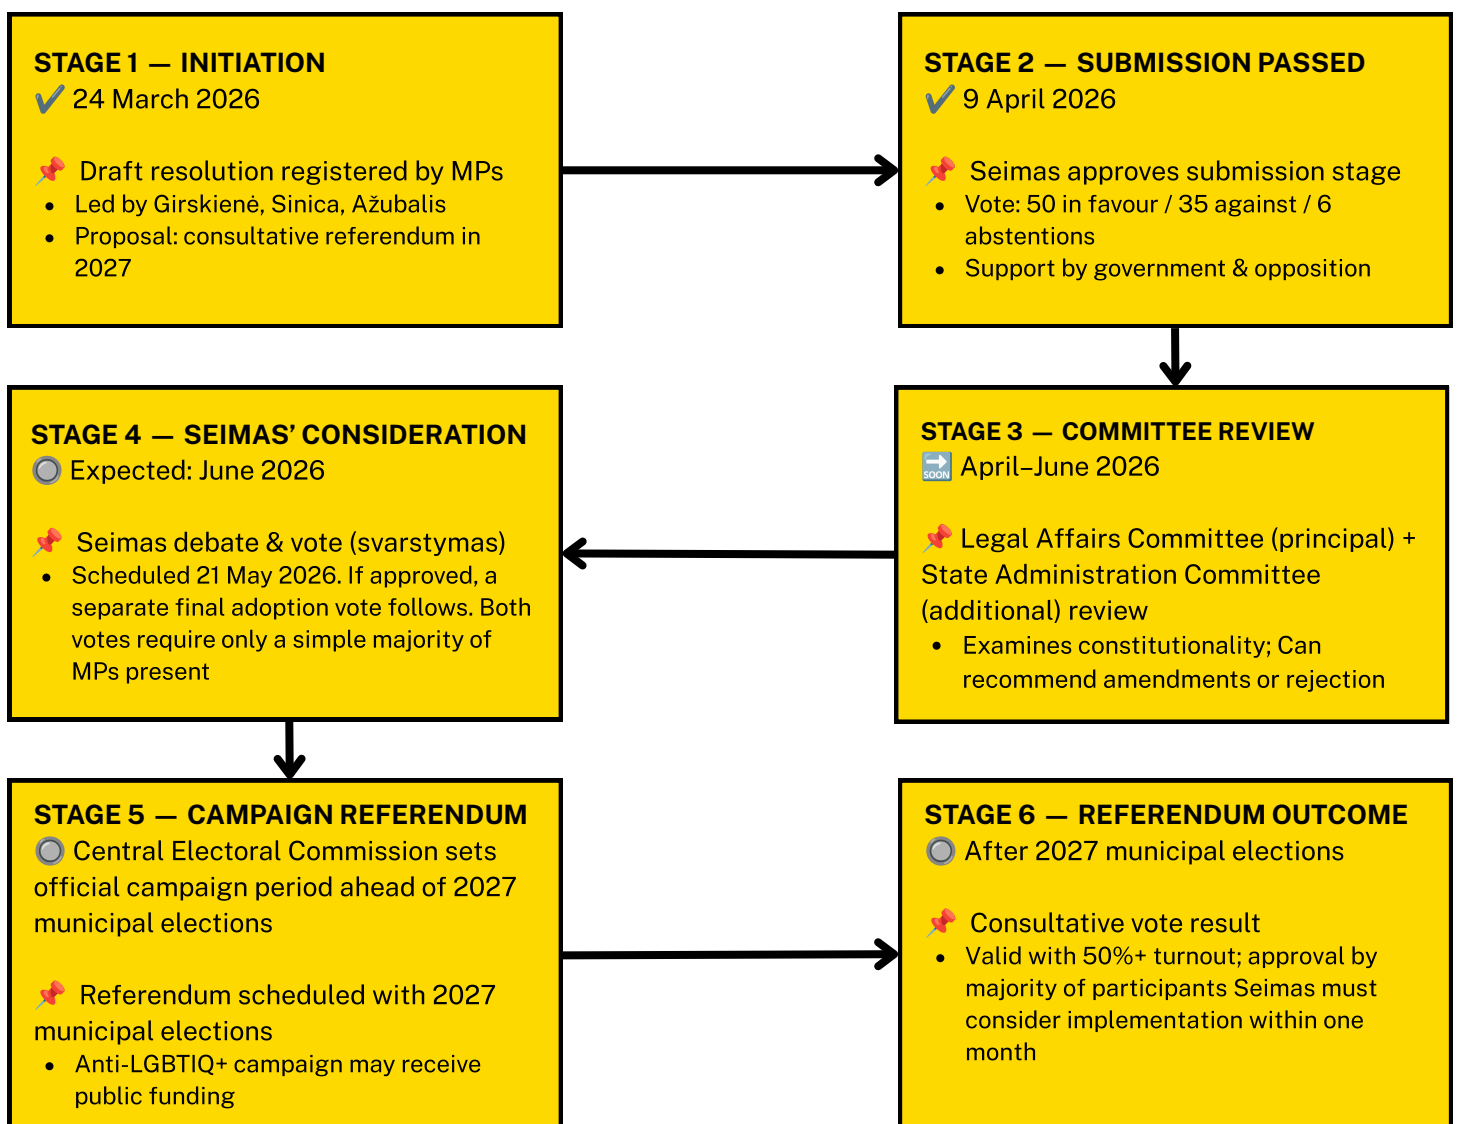 STAGE 1 — INITIATION
✔️ 24 March 2026
📌 Draft resolution registered by MPs
• Led by Girskienė, Sinica, Ažubalis
• Proposal: consultative referendum in
2027
STAGE 2 — SUBMISSION PASSED
✔️ 9 April 2026
📌 Seimas approves submission stage
• Vote: 50 in favour / 35 against / 6
abstentions
• Support by government & opposition
STAGE 3 — COMMITTEE REVIEW
🔜 April–June 2026
📌 Legal Affairs Committee (principal) +
State Administration Committee
(additional) review
• Examines constitutionality; Can
recommend amendments or rejection
STAGE 4 — SEIMAS’ CONSIDERATION
🔘 Expected: June 2026
📌 Seimas debate & vote (svarstymas)
• Scheduled 21 May 2026. If approved, a
separate final adoption vote follows. Both
votes require only a simple majority of
MPs present
STAGE 5 — CAMPAIGN REFERENDUM
🔘 Central Electoral Commission sets
official campaign period ahead of 2027
municipal elections
📌 Referendum scheduled with 2027
municipal elections
• Anti-LGBTIQ+ campaign may receive
public funding
STAGE 6 — REFERENDUM OUTCOME
🔘 After 2027 municipal elections
📌 Consultative vote result
• Valid with 50%+ turnout; approval by
majority of participants Seimas must
consider implementation within one
month